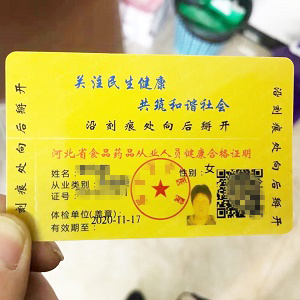 关注民生健康
共筑和谐社会
沿刻痕处向后掰开
沿刻痕处向后掰开
沿刻痕处向后掰开
河北省食品药品从业人员健康合格证明
姓名:
性别: 女
从业类别:
证号:
体检单位(盖章):
有效期至: 2020-11-17